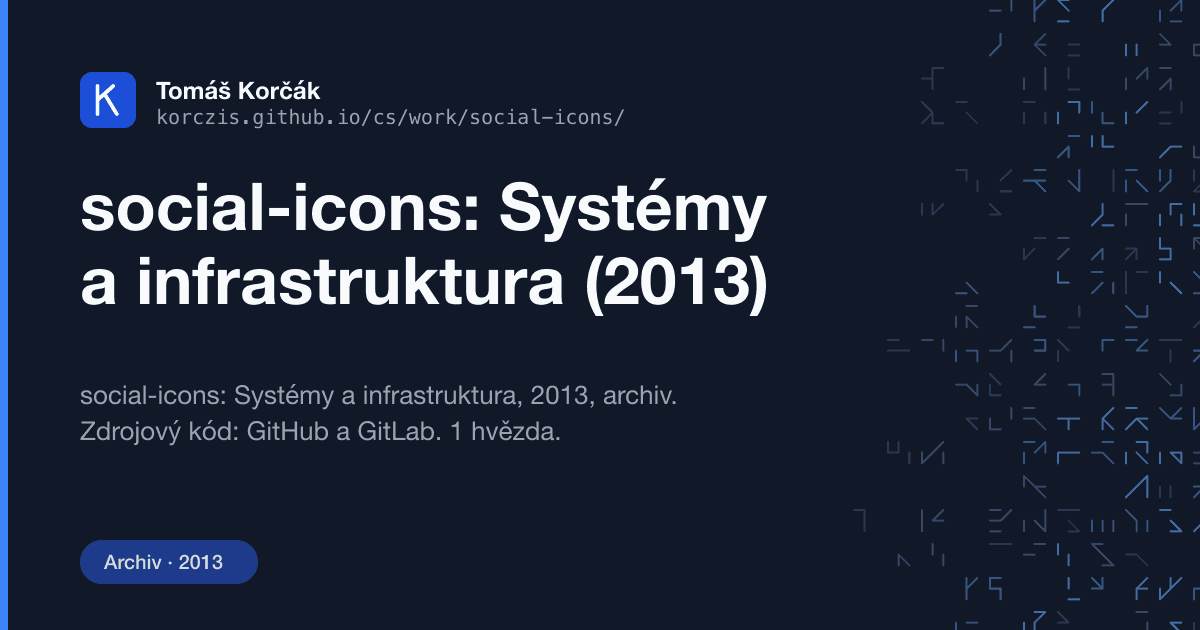 K
Tomáš Korčák
korczis.github.io/cs/work/social-icons/
social-icons: Systémy
a infrastruktura (2013)
social-icons: Systémy a infrastruktura, 2013, archiv.
Zdrojový kód: GitHub a GitLab. 1 hvězda.
Archiv · 2013